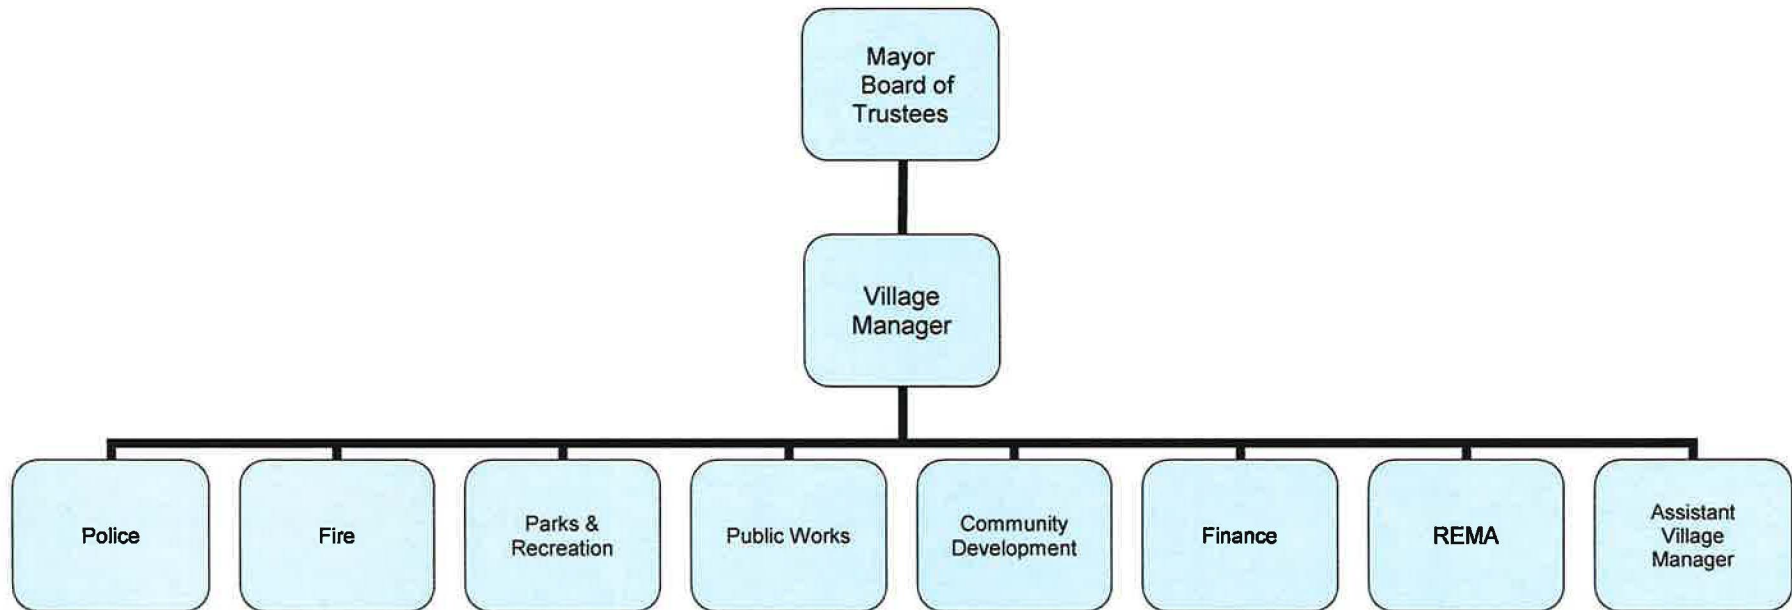 Mayor
Board of
Trustees
Village
Manager
Police
Fire
Parks &
Recreation
Public Works
Community
Development
Finance
REMA
Assistant
Village
Manager